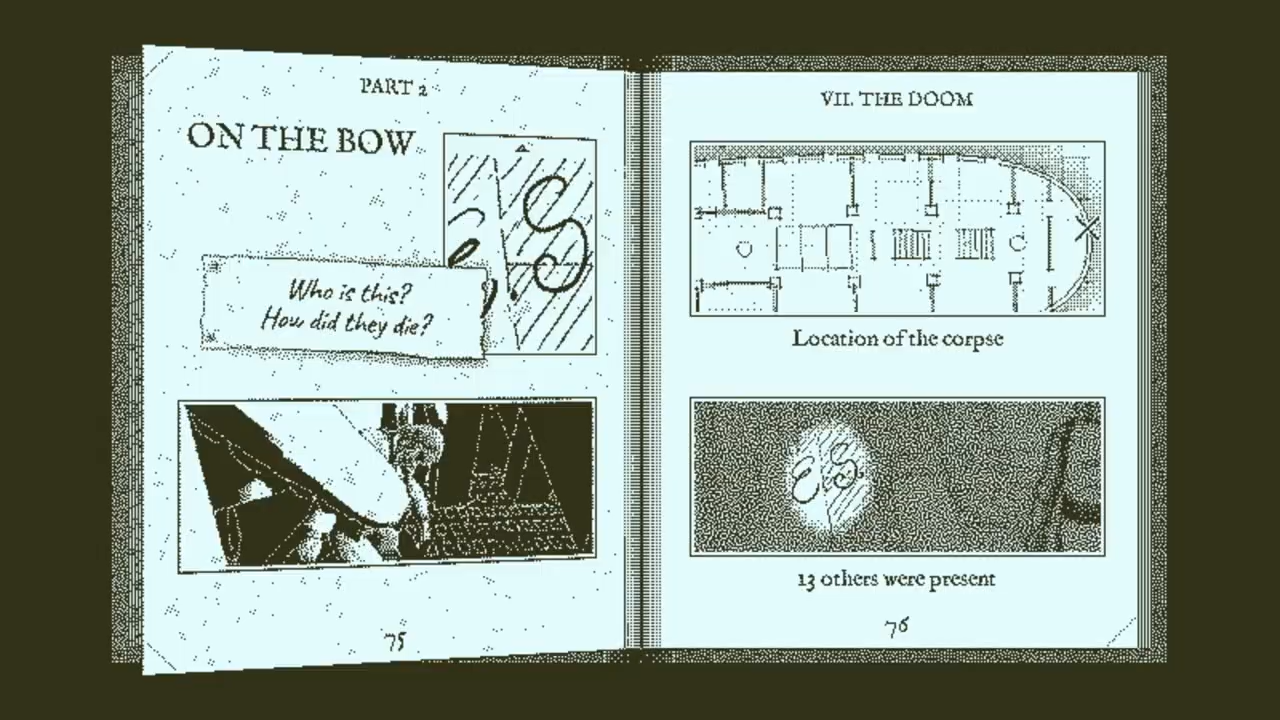 PART 2
ON THE BOW
Who is this?
How did they die?
75
VII. THE DOOM
Location of the corpse
13 others were present
76